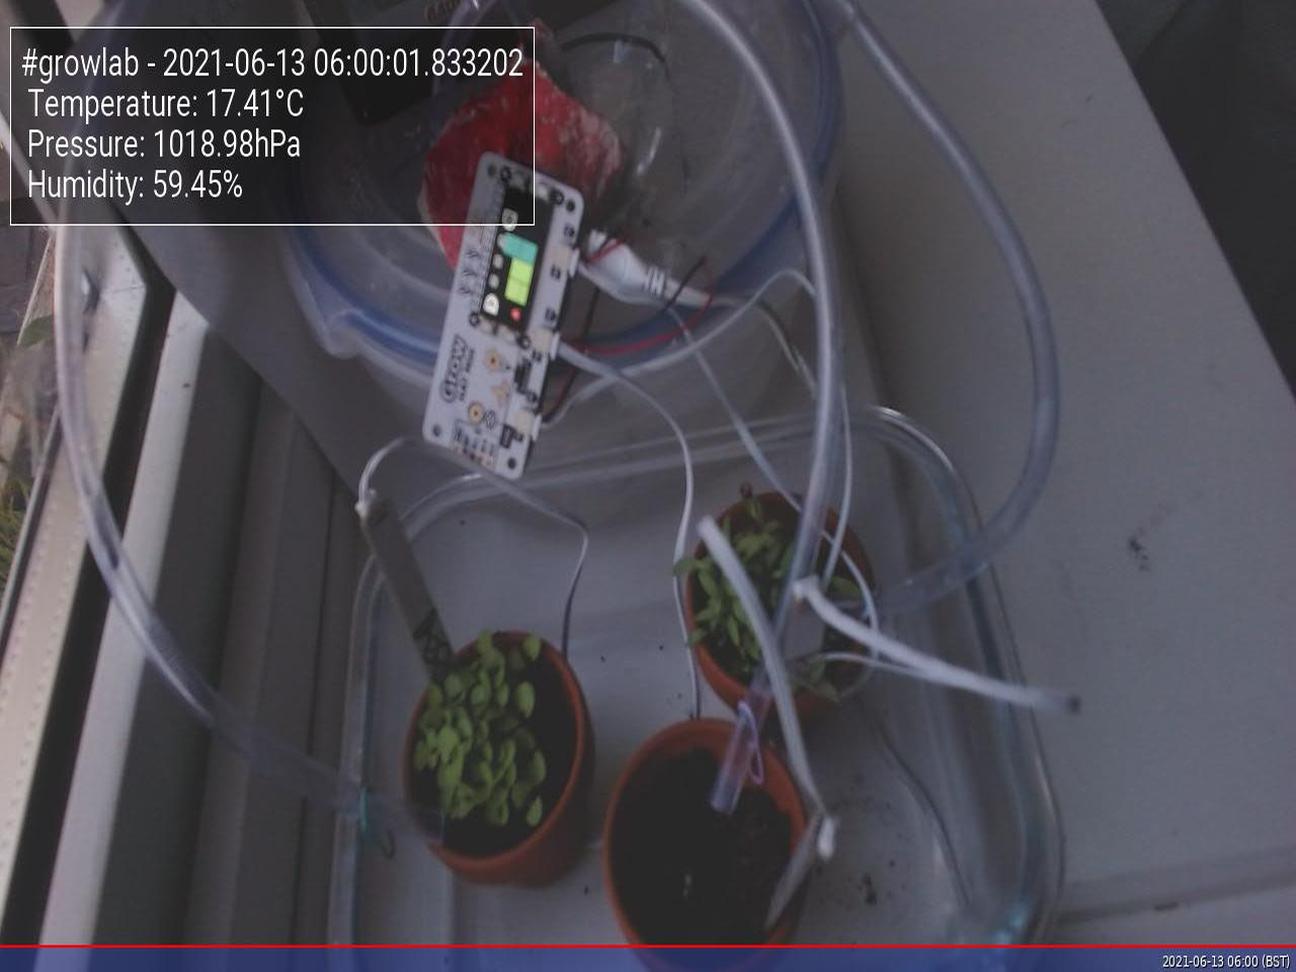 #growlab - 2021-06-13 06:00:01.833202
Temperature: 17.41°C
Pressure: 1018.98hPa
Humidity: 59.45%
Grow
2021-06-13 06:00 (BST)